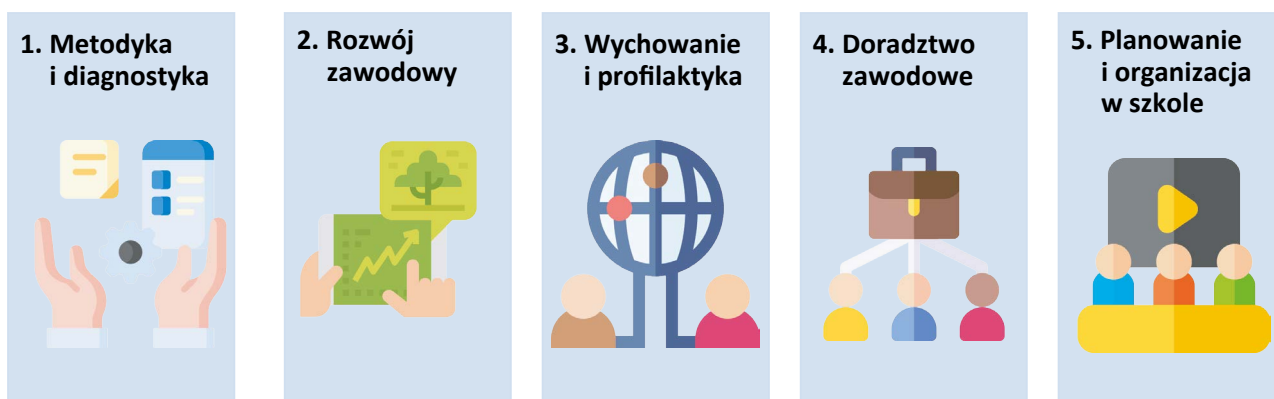 1. Metodyka
i diagnostyka
2. Rozwój
zawodowy
3. Wychowanie
i profilaktyka
4. Doradztwo
zawodowe
5. Planowanie
i organizacja
w szkole